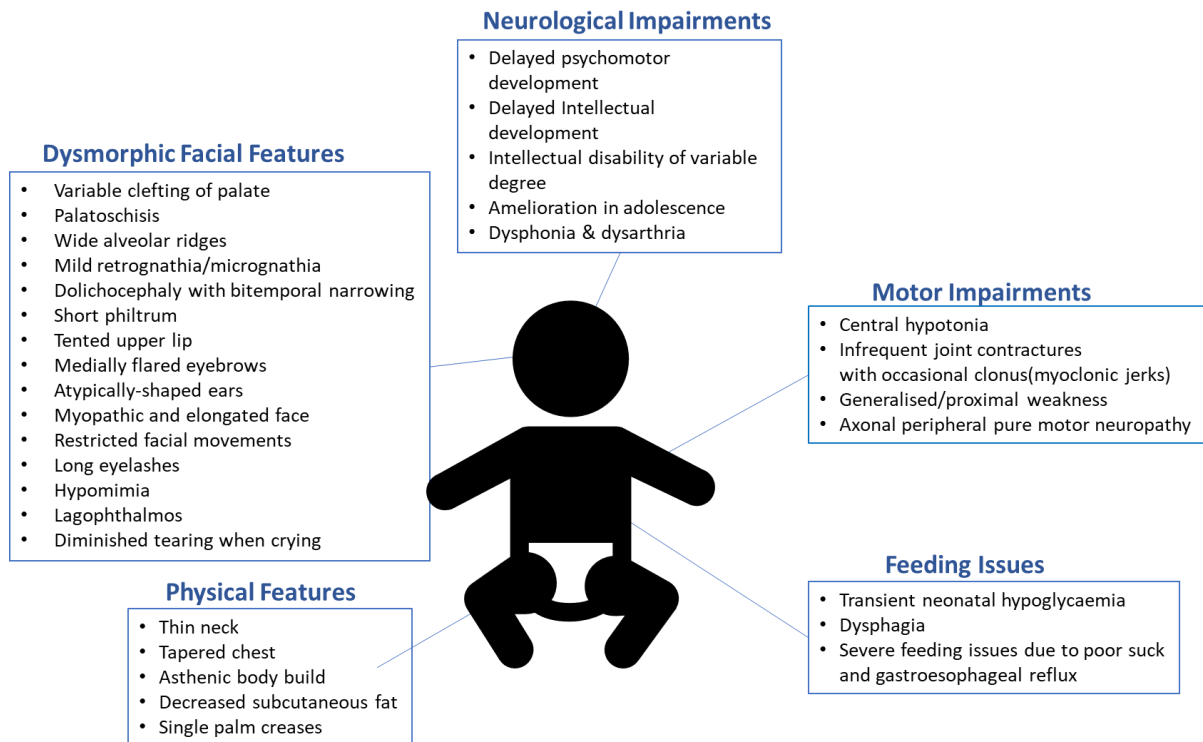 Neurological Impairments
• Delayed psychomotor
development
• Delayed Intellectual
development
• Intellectual disability of variable
degree
• Amelioration in adolescence
• Dysphonia & dysarthria
Dysmorphic Facial Features
• Variable clefting of palate
• Palatoschisis
• Wide alveolar ridges
• Mild retrognathia/micrognathia
• Dolichocephaly with bitemporal narrowing
• Short philtrum
• Tented upper lip
• Medially flared eyebrows
• Atypically-shaped ears
• Myopathic and elongated face
• Restricted facial movements
• Long eyelashes
• Hypomimia
• Lagophthalmos
• Diminished tearing when crying
Motor Impairments
• Central hypotonia
• Infrequent joint contractures
with occasional clonus(myoclonic jerks)
• Generalised/proximal weakness
• Axonal peripheral pure motor neuropathy
Physical Features
• Thin neck
• Tapered chest
• Asthenic body build
• Decreased subcutaneous fat
• Single palm creases
Feeding Issues
• Transient neonatal hypoglycaemia
• Dysphagia
• Severe feeding issues due to poor suck
and gastroesophageal reflux